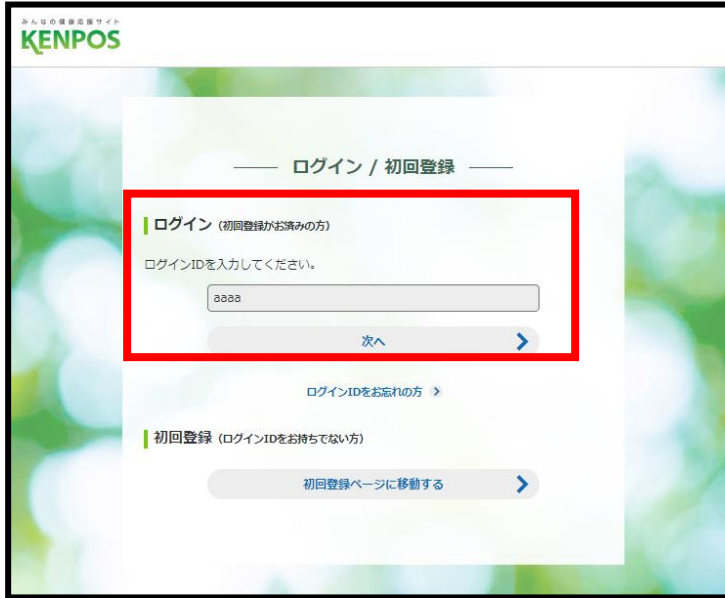 みんなの健康応援サイト
KENPOS
ログイン / 初回登録
ログイン（初回登録がお済みの方）
ログインIDを入力してください。
aaaa
次へ
ログインIDをお忘れの方
初回登録（ログインIDをお持ちでない方）
初回登録ページに移動する